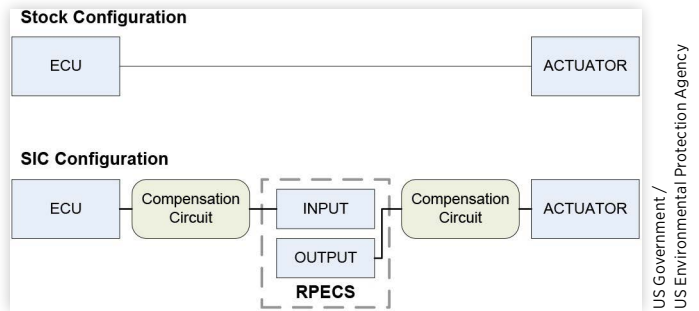 Stock Configuration
ECU
ACTUATOR
SIC Configuration
ECU
Compensation
Circuit
INPUT
OUTPUT
RPECS
Compensation
Circuit
ACTUATOR
US Government /
US Environmental Protection Agency